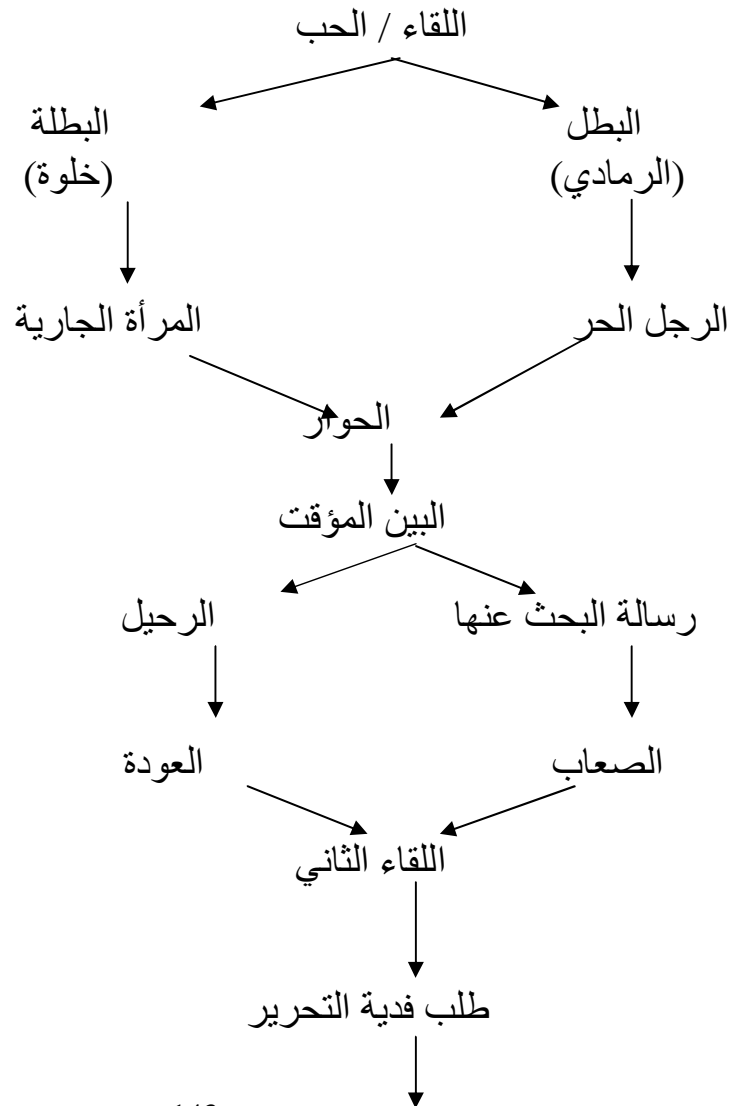 اللقاء / الحب
البطل البطلة
(الرمادي) (خلوة)
الرجل الحر المرأة الجارية
الحوار
البين المؤقت
رسالة البحث عنها الرحيل
الصعاب العودة
اللقاء الثاني
طلب فدية التحرير